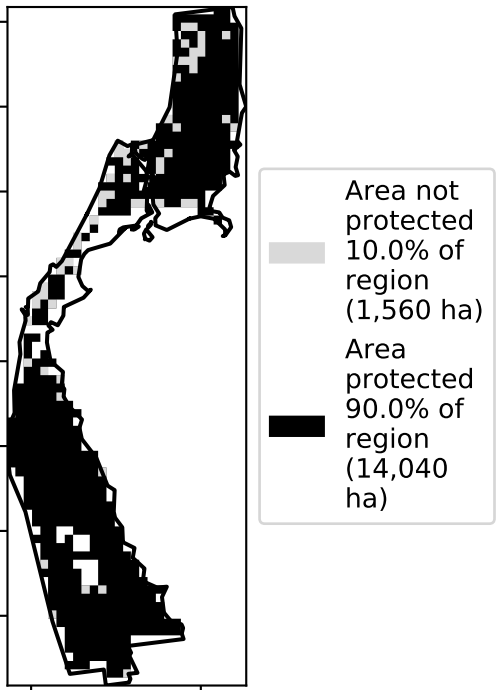 Area not
protected
10.0% of
region
(1,560 ha)
Area
protected
90.0% of
region
(14,040
ha)